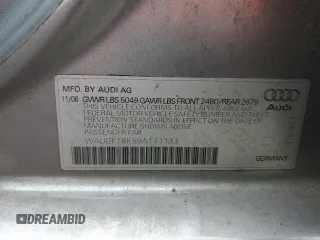 MFD. BY AUDI AG
11/08 GVWR LBS 5049 GAWR LBS FRONT 2480/REAR 2679
THIS VEHICLE CONFORMS TO ALL APPLICABLE U.S.
FEDERAL MOTOR VEHICLE SAFETY BUMPER AND THEFT
PREVENTION STANDARDS IN EFFECT ON THE DATE OF
MANUFACTURE SHOWN ABOVE.
PASSENGER CAR
Audi
GERMANY
© DREAMBID
IAAI